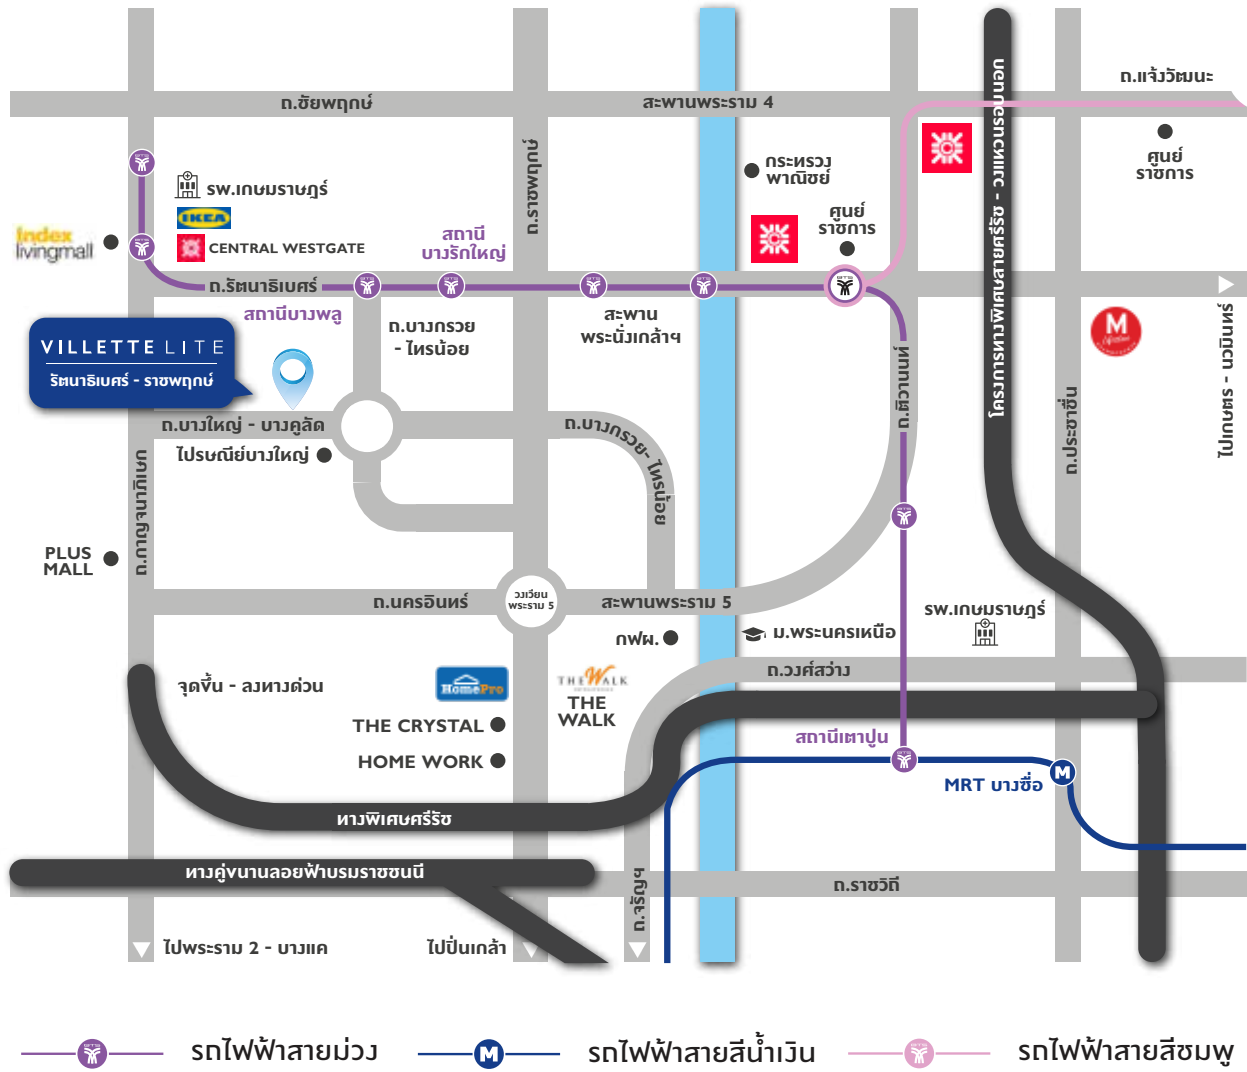 ถ.แจ้งวัฒนะ
ถ.ชัยพฤกษ์
สะพานพระราม 4
ศูนย์
ราชการ
กระทรวง
พาณิชย์
ถ.ราชพฤกษ์
โครงการทางพิเศษสายศรีรัช - วงแหวนรอบนอก
รพ.เกษมราษฎร์
IKEA
CENTRAL WESTGATE
Index
livingmall
สถานี
บางรักใหญ่
ศูนย์
ราชการ
ถ.รัตนาธิเบศร์
สถานีบางพลู
ถ.บางกรวย
- ไทรน้อย
สะพาน
พระนั่งเกล้าฯ
M
ไปเกษตร - นวมินทร์
VILLETTE LITE
รัตนาธิเบศร์ - ราชพฤกษ์
ถ.ติวานนท์
ถ.ประชาชื่น
ถ.บางใหญ่ - บางคูลัด
ถ.บางกรวย- ไทรน้อย
ไปรษณีย์บางใหญ่
ถ.กาญจนาภิเษก
PLUS
MALL
ถ.นครอินทร์
วงเวียน
พระราม 5
สะพานพระราม 5
รพ.เกษมราษฎร์
กฟผ.
ม.พระนครเหนือ
ถ.วงศ์สว่าง
จุดขึ้น - ลงทางด่วน
HomePro
THE WALK
THE
WALK
THE CRYSTAL
HOME WORK
สถานีเตาปูน
M
MRT บางซื่อ
ทางพิเศษศรีรัช
ทางคู่ขนานลอยฟ้าบรมราชชนนี
ถ.จรัญฯ
ถ.ราชวิถี
ไปพระราม 2 - บางแค
ไปปิ่นเกล้า
รถไฟฟ้าสายม่วง
M
รถไฟฟ้าสายสีน้ำเงิน
รถไฟฟ้าสายสีชมพู